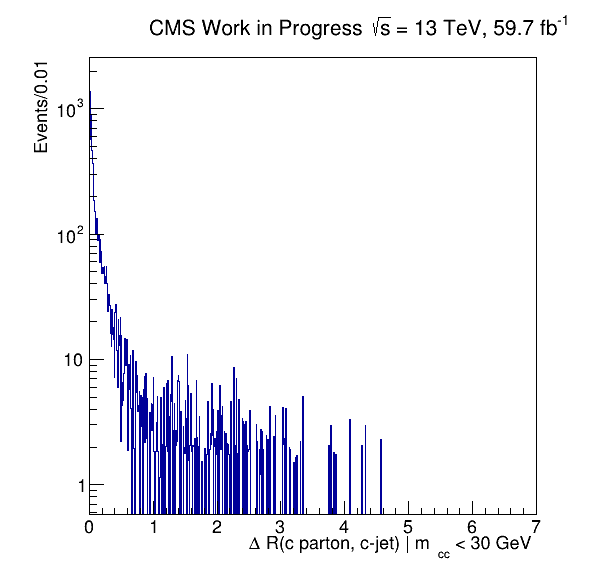 CMS Work in Progress √s = 13 TeV, 59.7 fb⁻¹
Events/0.01
10³
10²
10
1
0 1 2 3 4 5 6 7
Δ R(c parton, c-jet) | m cc < 30 GeV